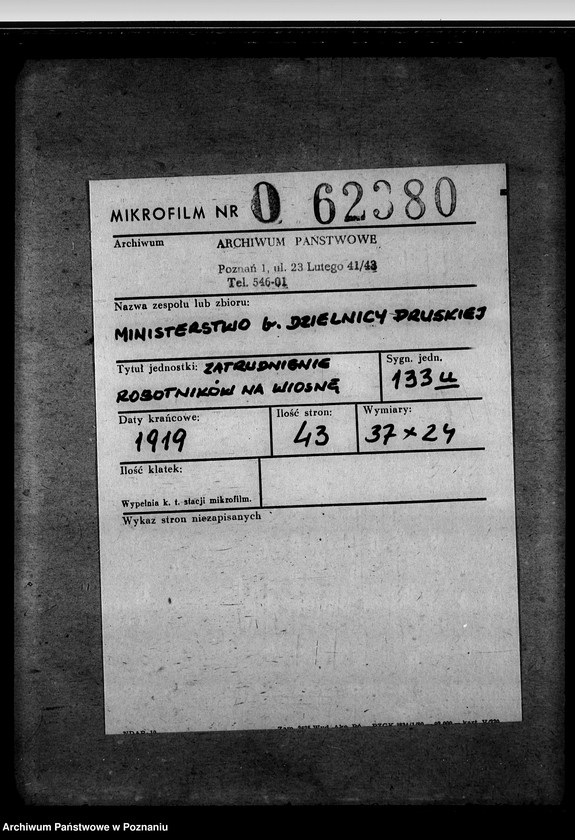 MIKROFILM NR 0 62380
Archiwum ARCHIWUM PAŃSTWOWE
Poznań 1, ul. 23 Lutego 41/43
Tel. 546-01
Nazwa zespołu lub zbioru:
MINISTERSTWO b. DZIELNICY PRUSKIEJ
Tytuł jednostki: ZATRUDNIENIE
ROBOTNIKÓW NA WIOSNĘ
Sygn. jedn.
133 u
Daty krańcowe:
1919
Ilość stron:
43
Wymiary:
37 × 24
Ilość klatek:
Wypełnia k. t. stacji mikrofilm.
Wykaz stron niezapisanych
Archiwum Państwowe w Poznaniu